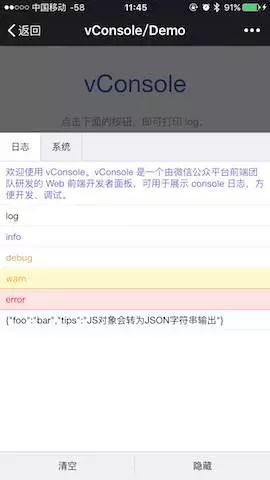 中国移动 -58 11:45 91%
返回 vConsole/Demo
vConsole
点击下面的按钮，即可打印 log。
日志 系统
欢迎使用 vConsole。vConsole 是一个由微信公众平台前端团
队研发的 Web 前端开发者面板，可用于展示 console 日志，方
便开发、调试。
log
info
debug
warn
error
{"foo":"bar","tips":"JS对象会转为JSON字符串输出"}
清空 隐藏